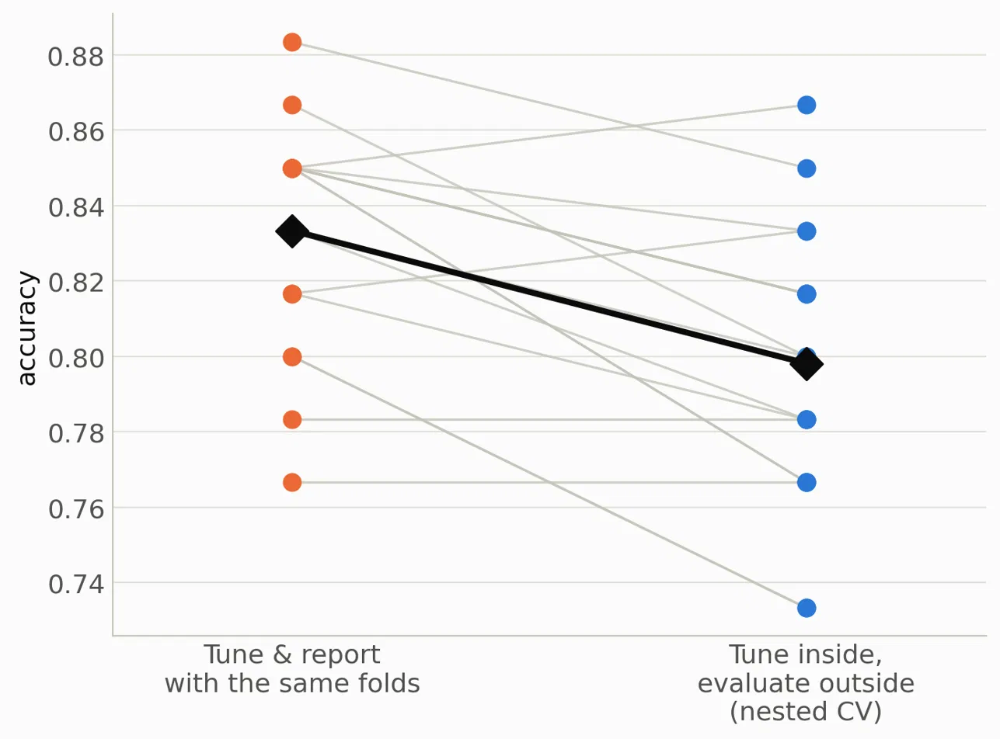 accuracy
0.88
0.86
0.84
0.82
0.80
0.78
0.76
0.74
Tune & report
with the same folds
Tune inside,
evaluate outside
(nested CV)